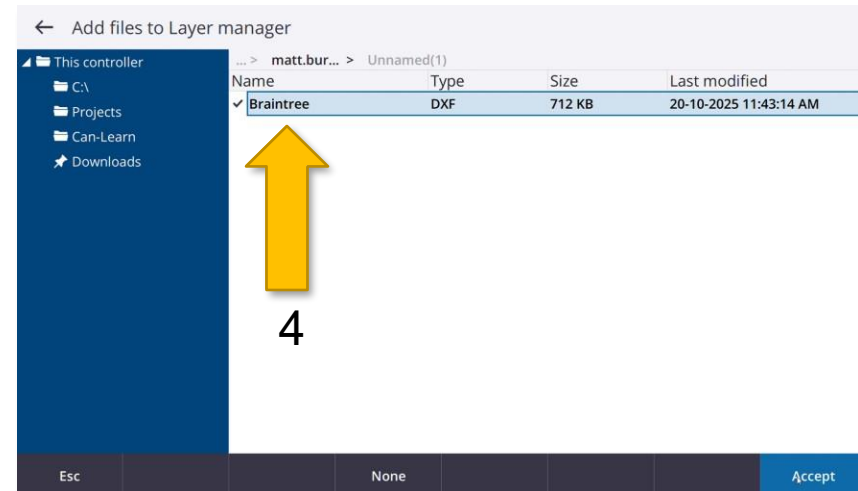 ← Add files to Layer manager
This controller
C:\
Projects
Can-Learn
Downloads
... > matt.bur... > Unnamed(1)
Name Type Size Last modified
✓ Braintree DXF 712 KB 20-10-2025 11:43:14 AM
4
Esc None Accept